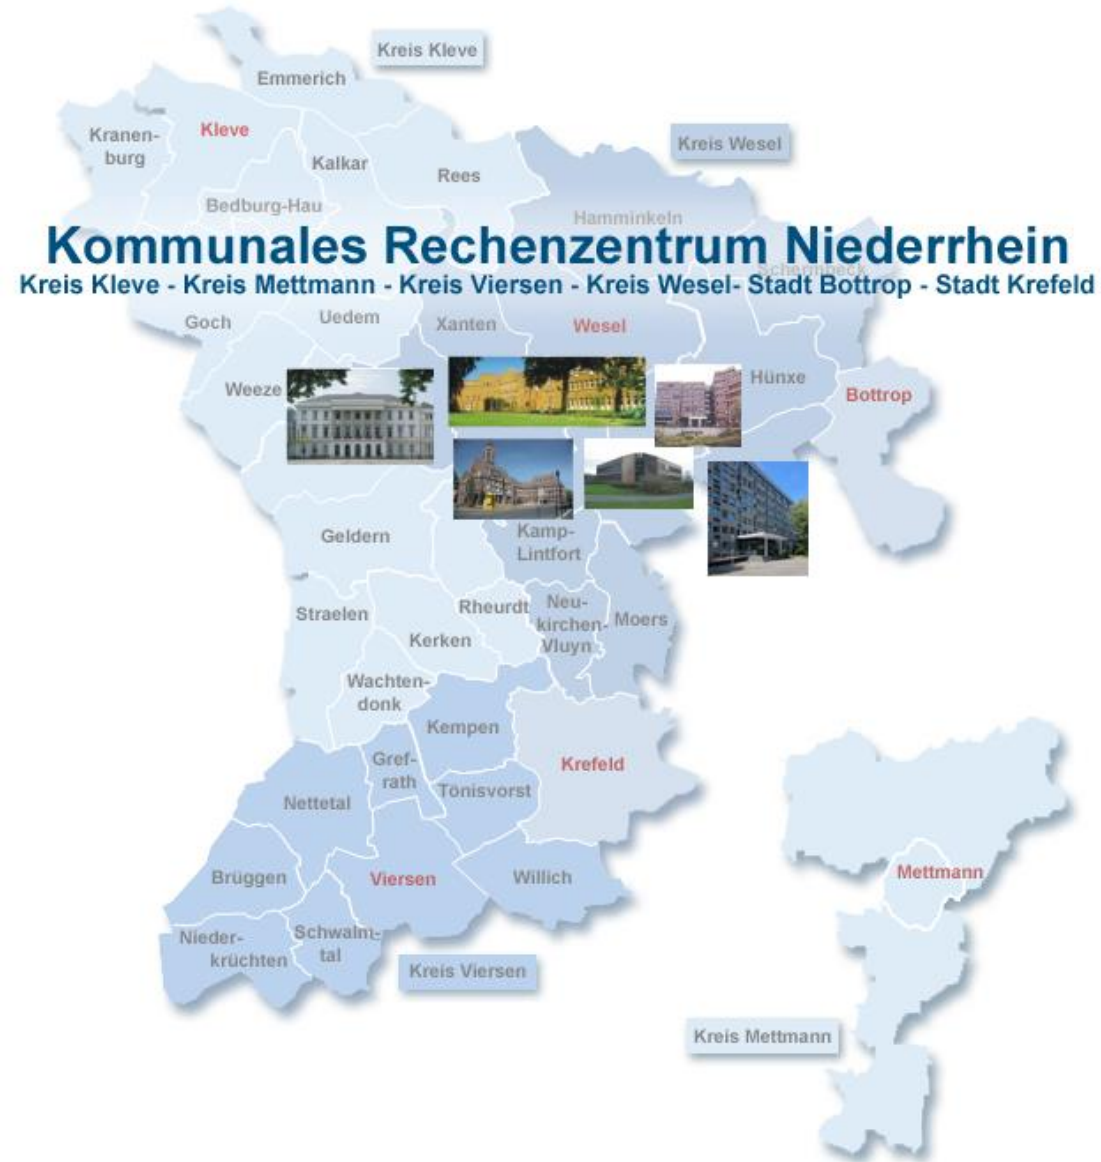 Kreis Kleve
Emmerich
Kleve
Kranen-
burg
Kreis Wesel
Kalkar
Rees
Bedburg-Hau
Hamminkeln
Kommunales Rechenzentrum Niederrhein
Schermbeck
Kreis Kleve - Kreis Mettmann - Kreis Viersen - Kreis Wesel- Stadt Bottrop - Stadt Krefeld
Goch
Uedem
Xanten
Wesel
Weeze
Hünxe
Bottrop
Geldern
Kamp-
Lintfort
Straelen
Rheurdt
Neu-
kirchen-
Vluyn
Moers
Kerken
Wachten-
donk
Kempen
Gref-
rath
Krefeld
Nettetal
Tönisvorst
Brüggen
Viersen
Willich
Mettmann
Nieder-
krüchten
Schwalm-
tal
Kreis Viersen
Kreis Mettmann